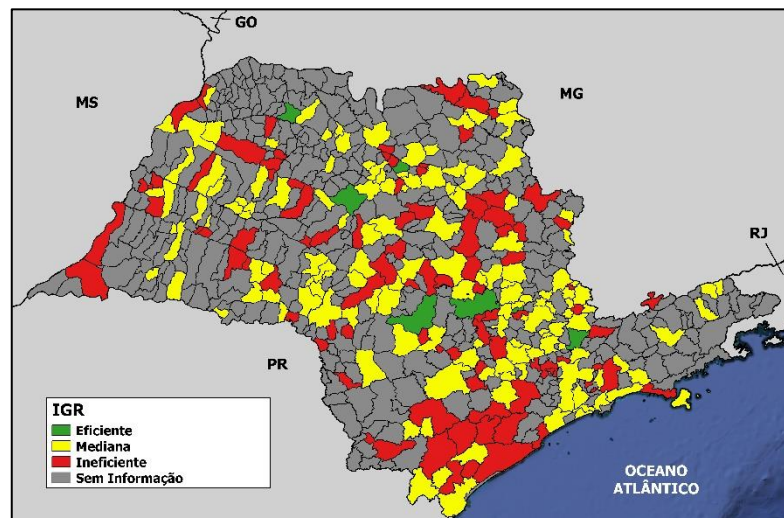 GO
MS
MG
RJ
PR
IGR
Eficiente
Mediana
Ineficiente
Sem Informação
OCEANO
ATLÂNTICO